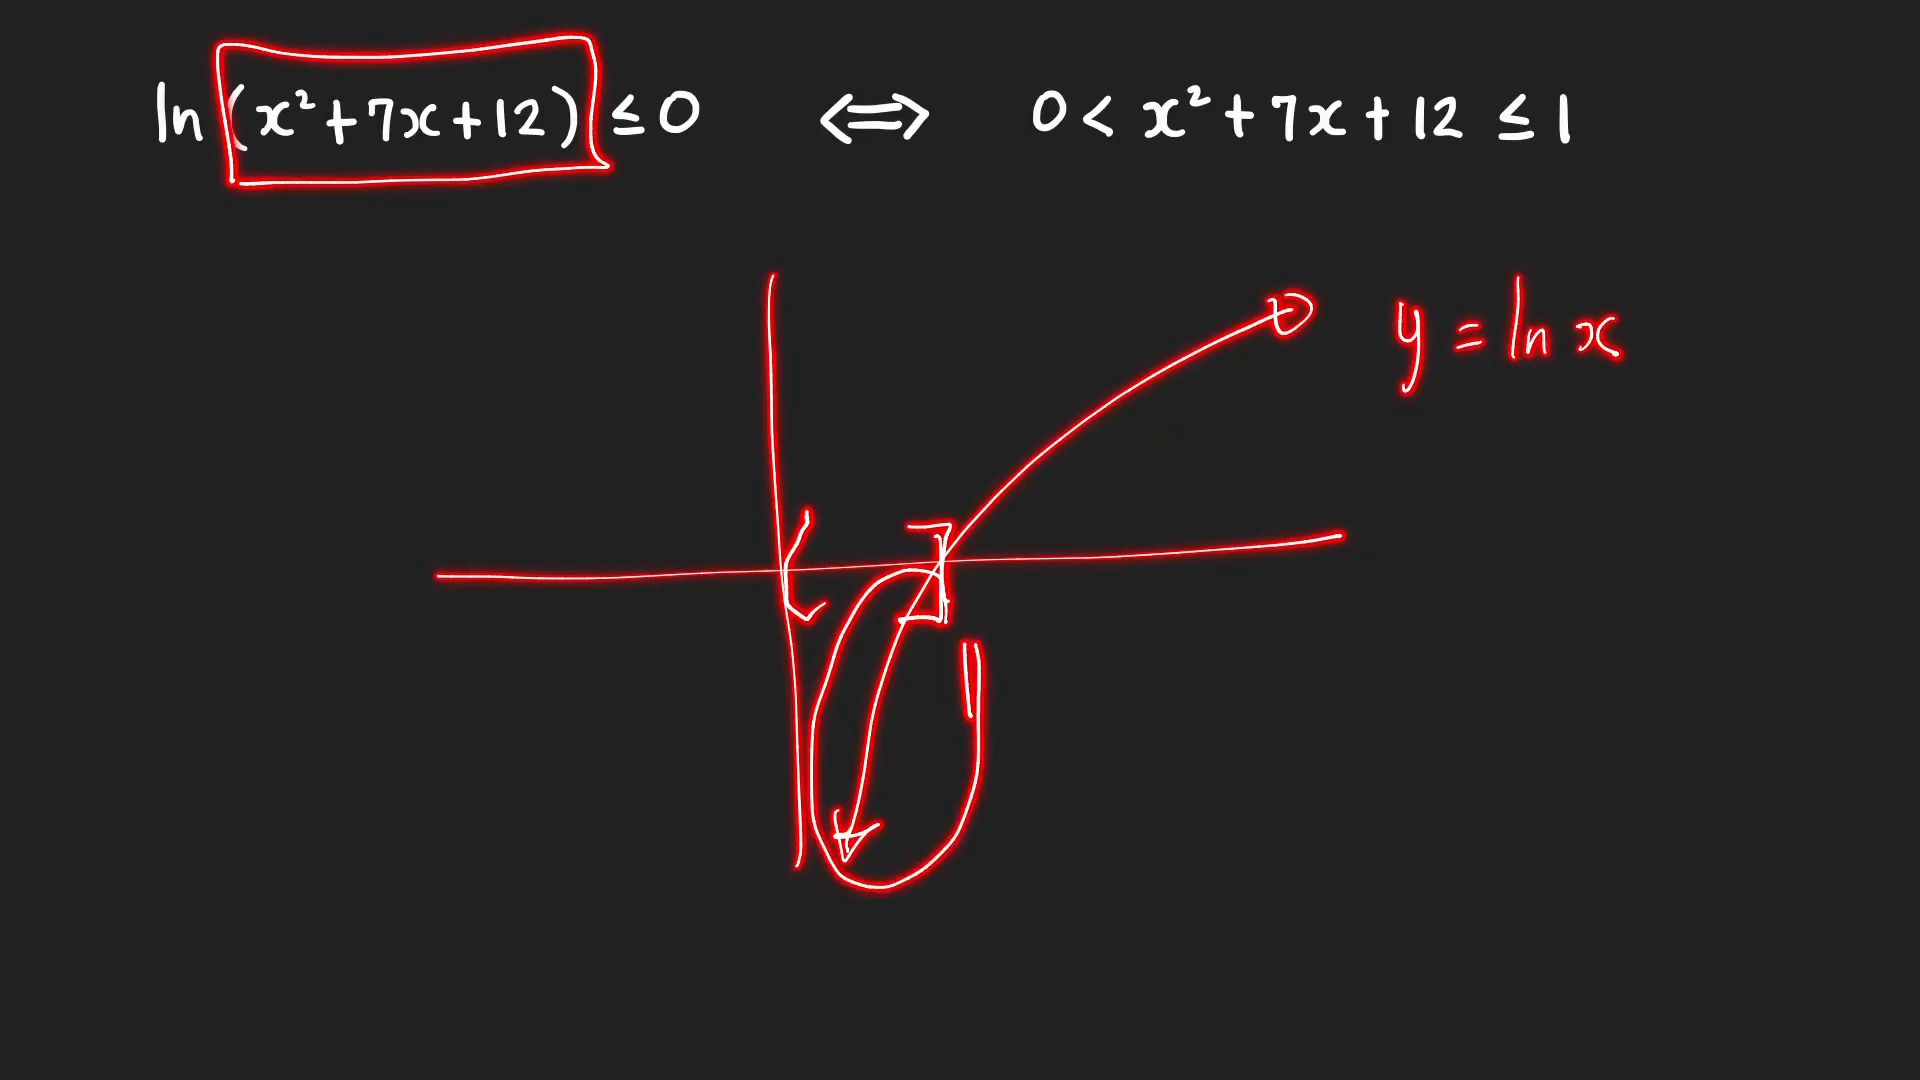 ln (x²+7x+12) ≤ 0 ⟺ 0 < x²+7x+12 ≤ 1
y = ln x